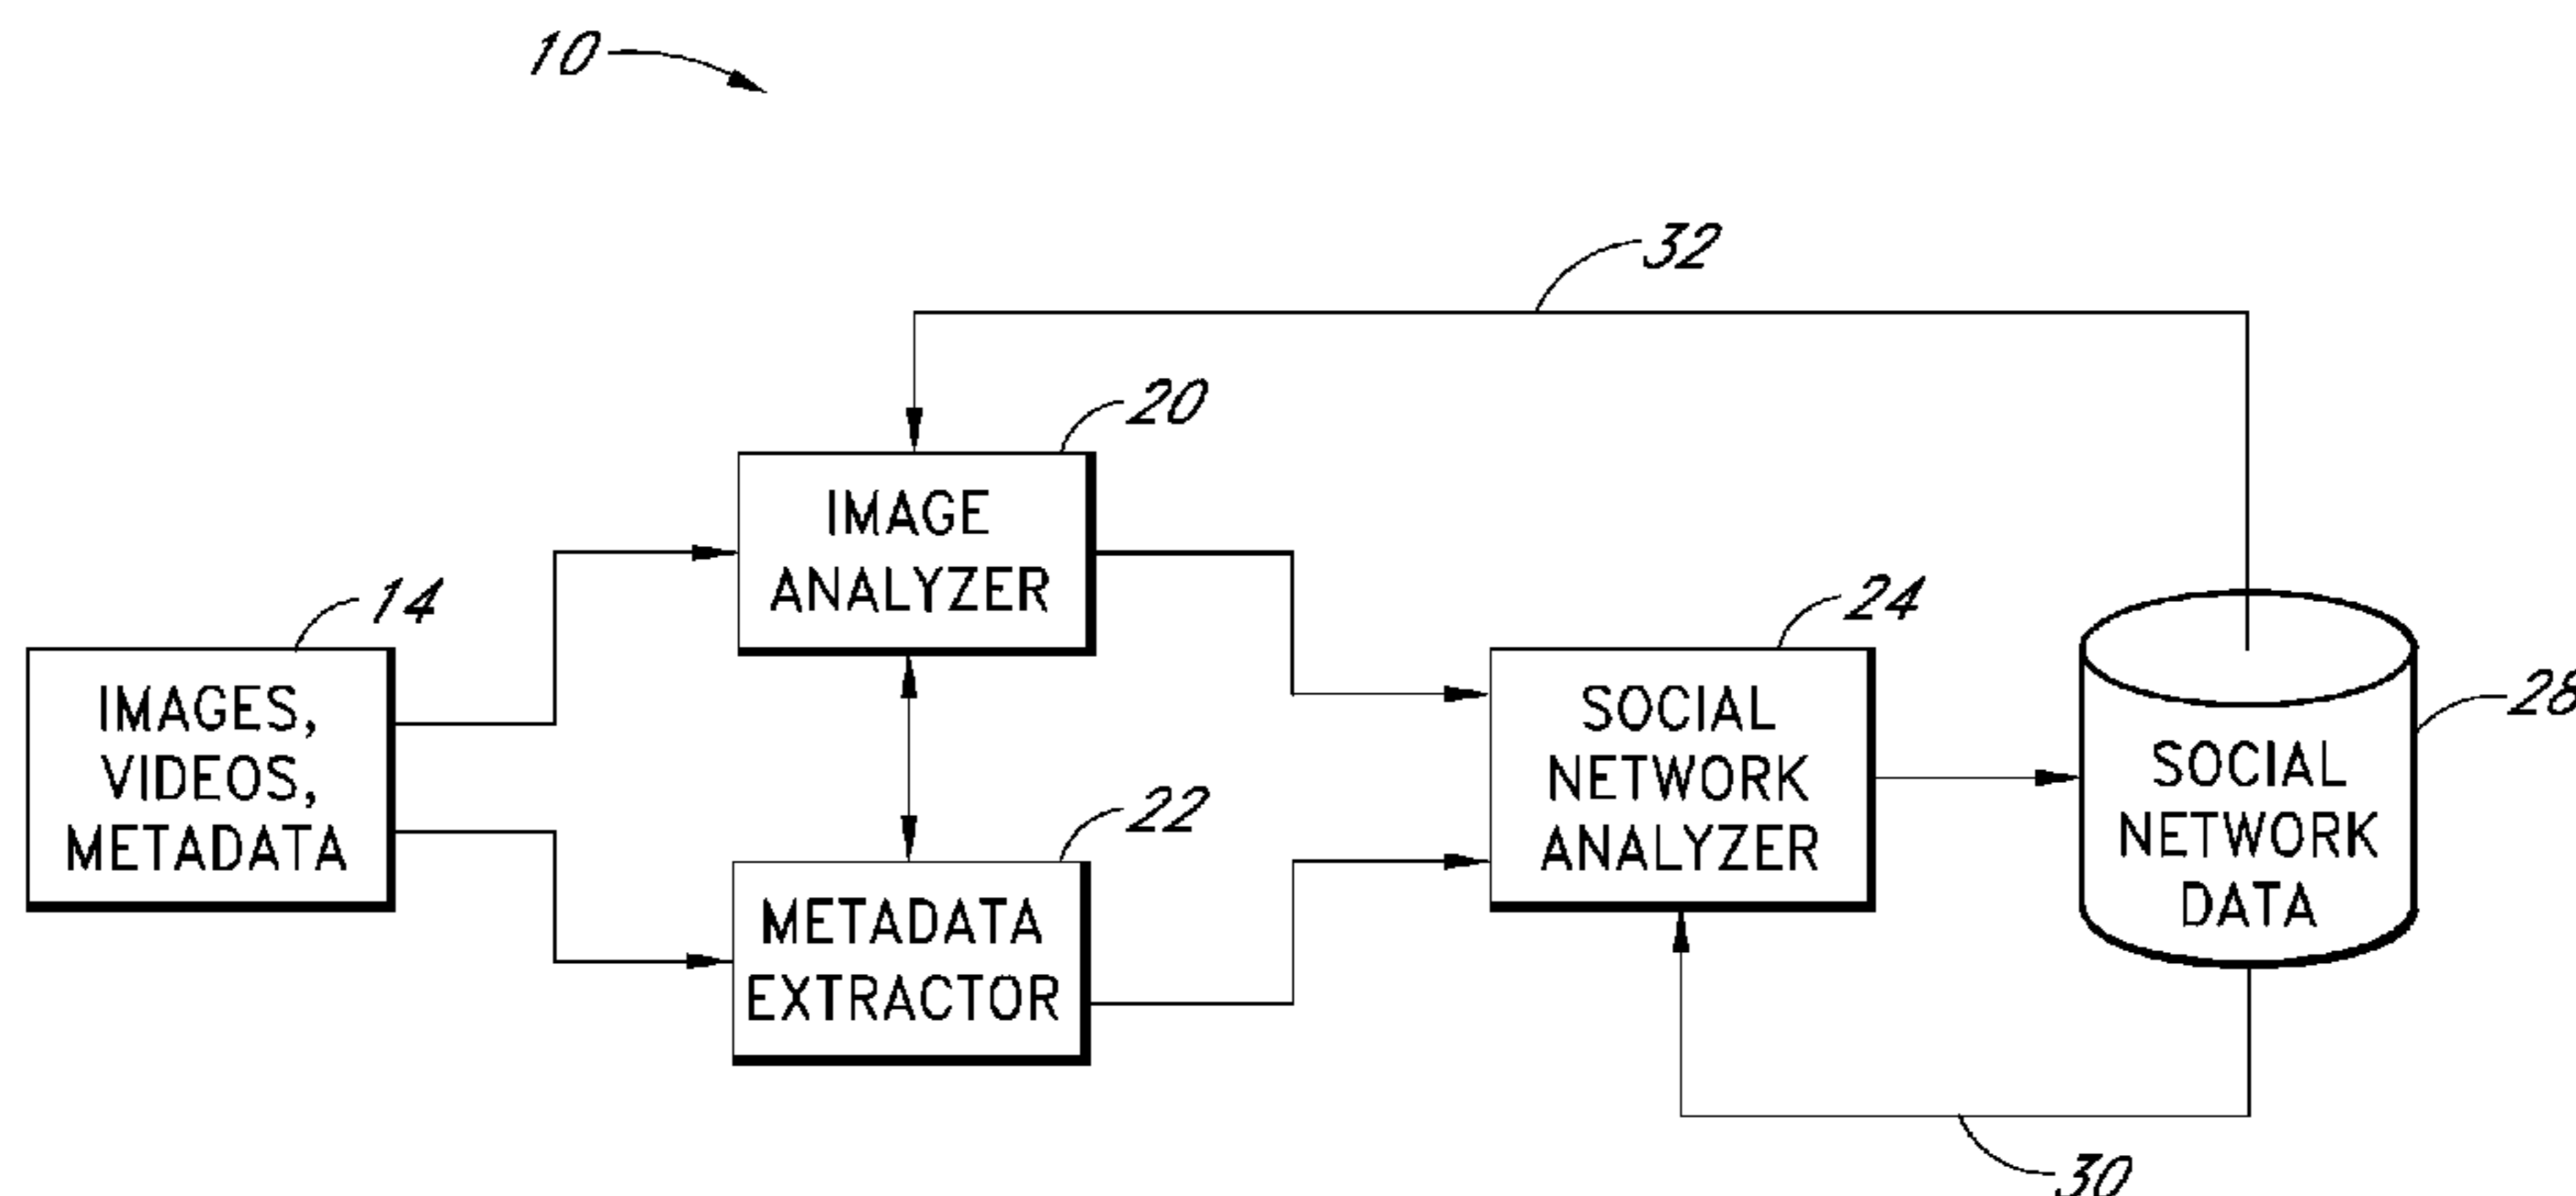 10
32
20
IMAGE
ANALYZER
14
IMAGES,
VIDEOS,
METADATA
24
SOCIAL
NETWORK
ANALYZER
28
SOCIAL
NETWORK
DATA
22
METADATA
EXTRACTOR
30